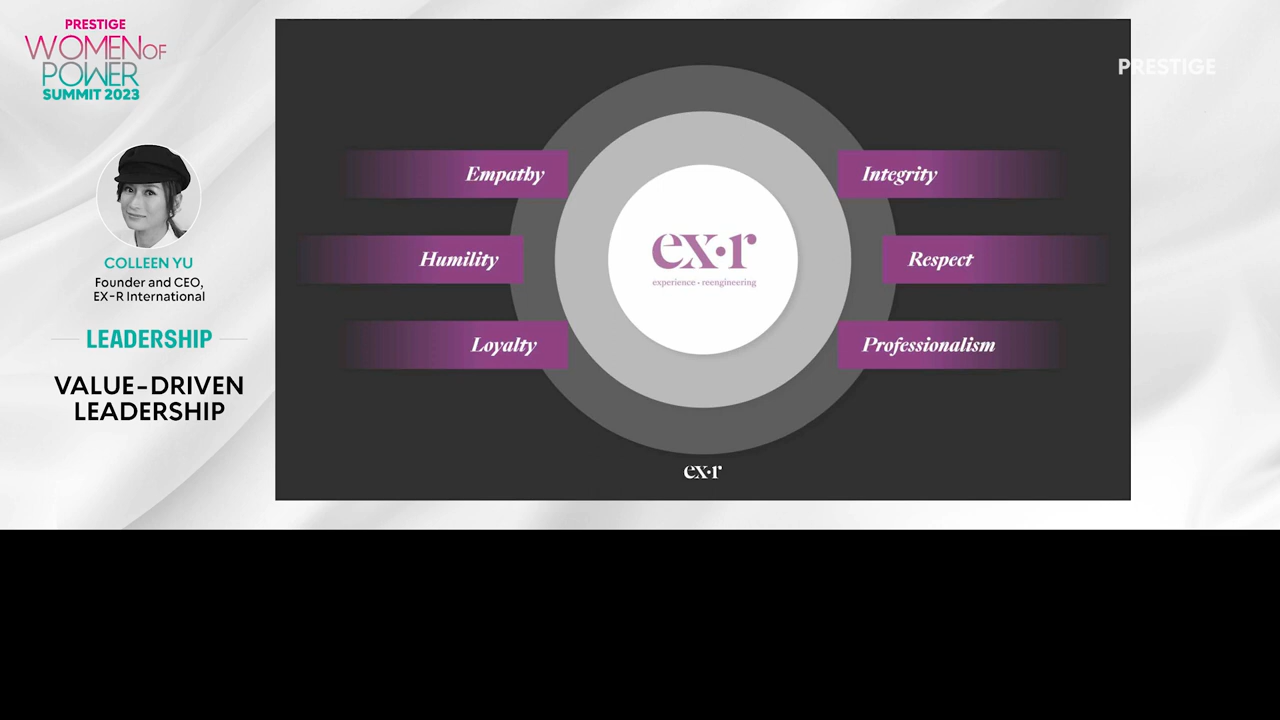 PRESTIGE
WOMEN OF
POWER
SUMMIT 2023
COLLEEN YU
Founder and CEO,
EX-R International
LEADERSHIP
VALUE-DRIVEN
LEADERSHIP
PRESTIGE
Empathy
Humility
Loyalty
ex·r
experience · reengineering
Integrity
Respect
Professionalism
ex·r